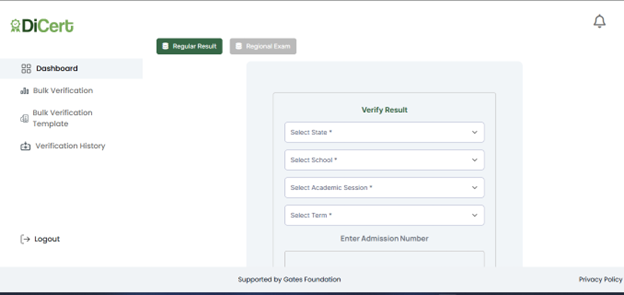 DiCert
Regular Result
Regional Exam
Dashboard
Bulk Verification
Bulk Verification
Template
Verification History
Logout
Verify Result
Select State *
Select School *
Select Academic Session *
Select Term *
Enter Admission Number
Supported by Gates Foundation
Privacy Policy